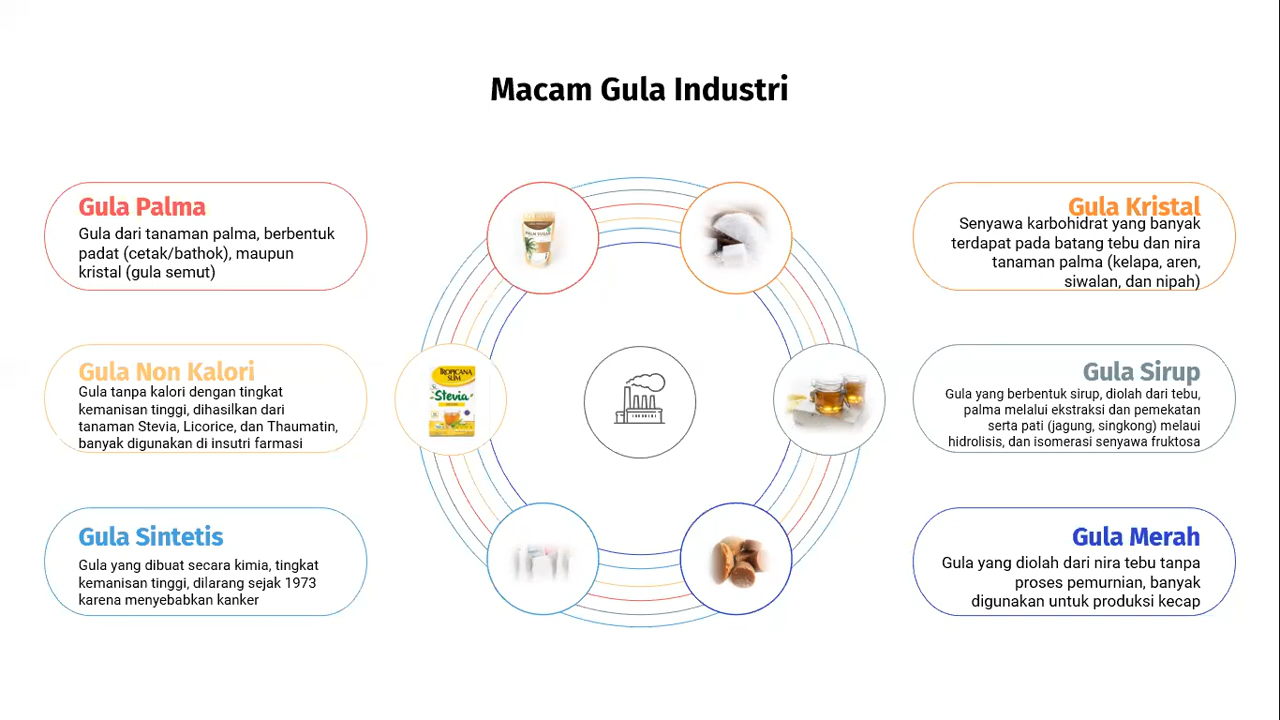 Macam Gula Industri
Gula Palma
Gula dari tanaman palma, berbentuk
padat (cetak/bathok), maupun
kristal (gula semut)
Gula Kristal
Senyawa karbohidrat yang banyak
terdapat pada batang tebu dan nira
tanaman palma (kelapa, aren,
siwalan, dan nipah)
Gula Non Kalori
Gula tanpa kalori dengan tingkat
kemanisan tinggi, dihasilkan dari
tanaman Stevia, Licorice, dan Thaumatin,
banyak digunakan di insutri farmasi
TROPICANA
SLIM
Stevia
Gula Sirup
Gula yang berbentuk sirup, diolah dari tebu,
palma melalui ekstraksi dan pemekatan
serta pati (jagung, singkong) melaui
hidrolisis, dan isomerasi senyawa fruktosa
Gula Sintetis
Gula yang dibuat secara kimia, tingkat
kemanisan tinggi, dilarang sejak 1973
karena menyebabkan kanker
Gula Merah
Gula yang diolah dari nira tebu tanpa
proses pemurnian, banyak
digunakan untuk produksi kecap